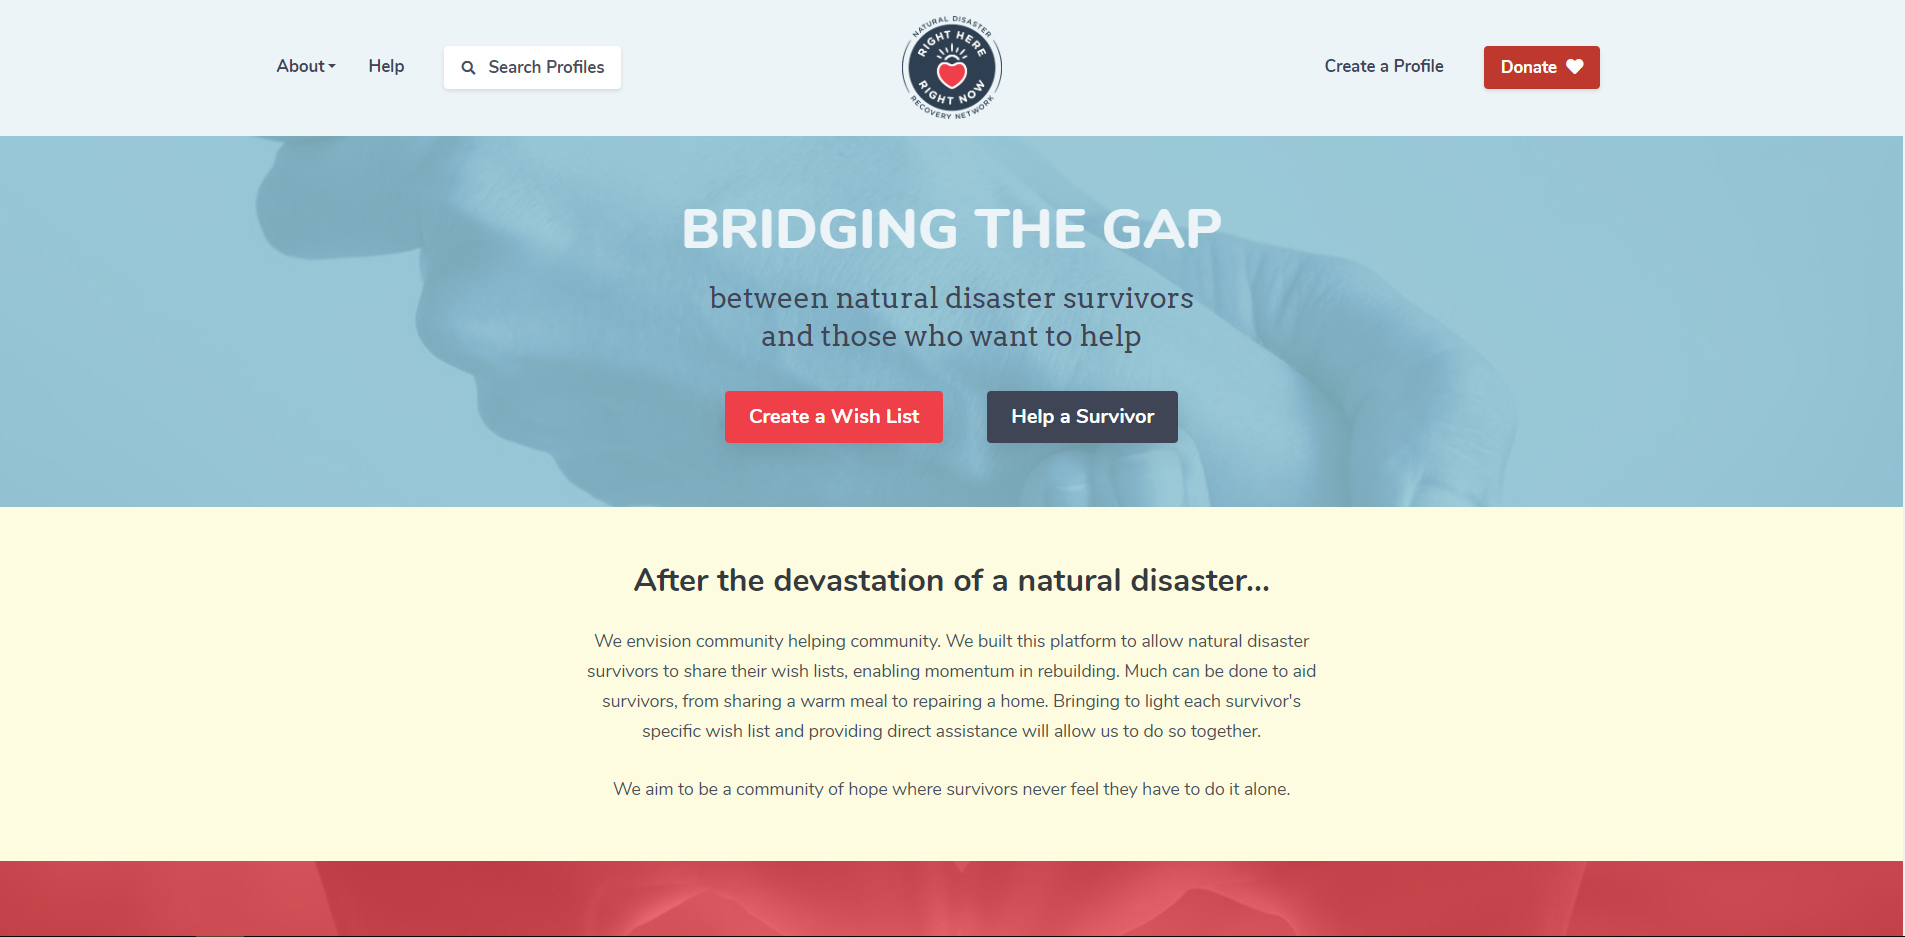 About
Help
Search Profiles
NATURAL DISASTER
RIGHT HERE
RIGHT NOW
RECOVERY NETWORK
Create a Profile
Donate
BRIDGING THE GAP
between natural disaster survivors
and those who want to help
Create a Wish List
Help a Survivor
After the devastation of a natural disaster...
We envision community helping community. We built this platform to allow natural disaster
survivors to share their wish lists, enabling momentum in rebuilding. Much can be done to aid
survivors, from sharing a warm meal to repairing a home. Bringing to light each survivor's
specific wish list and providing direct assistance will allow us to do so together.
We aim to be a community of hope where survivors never feel they have to do it alone.